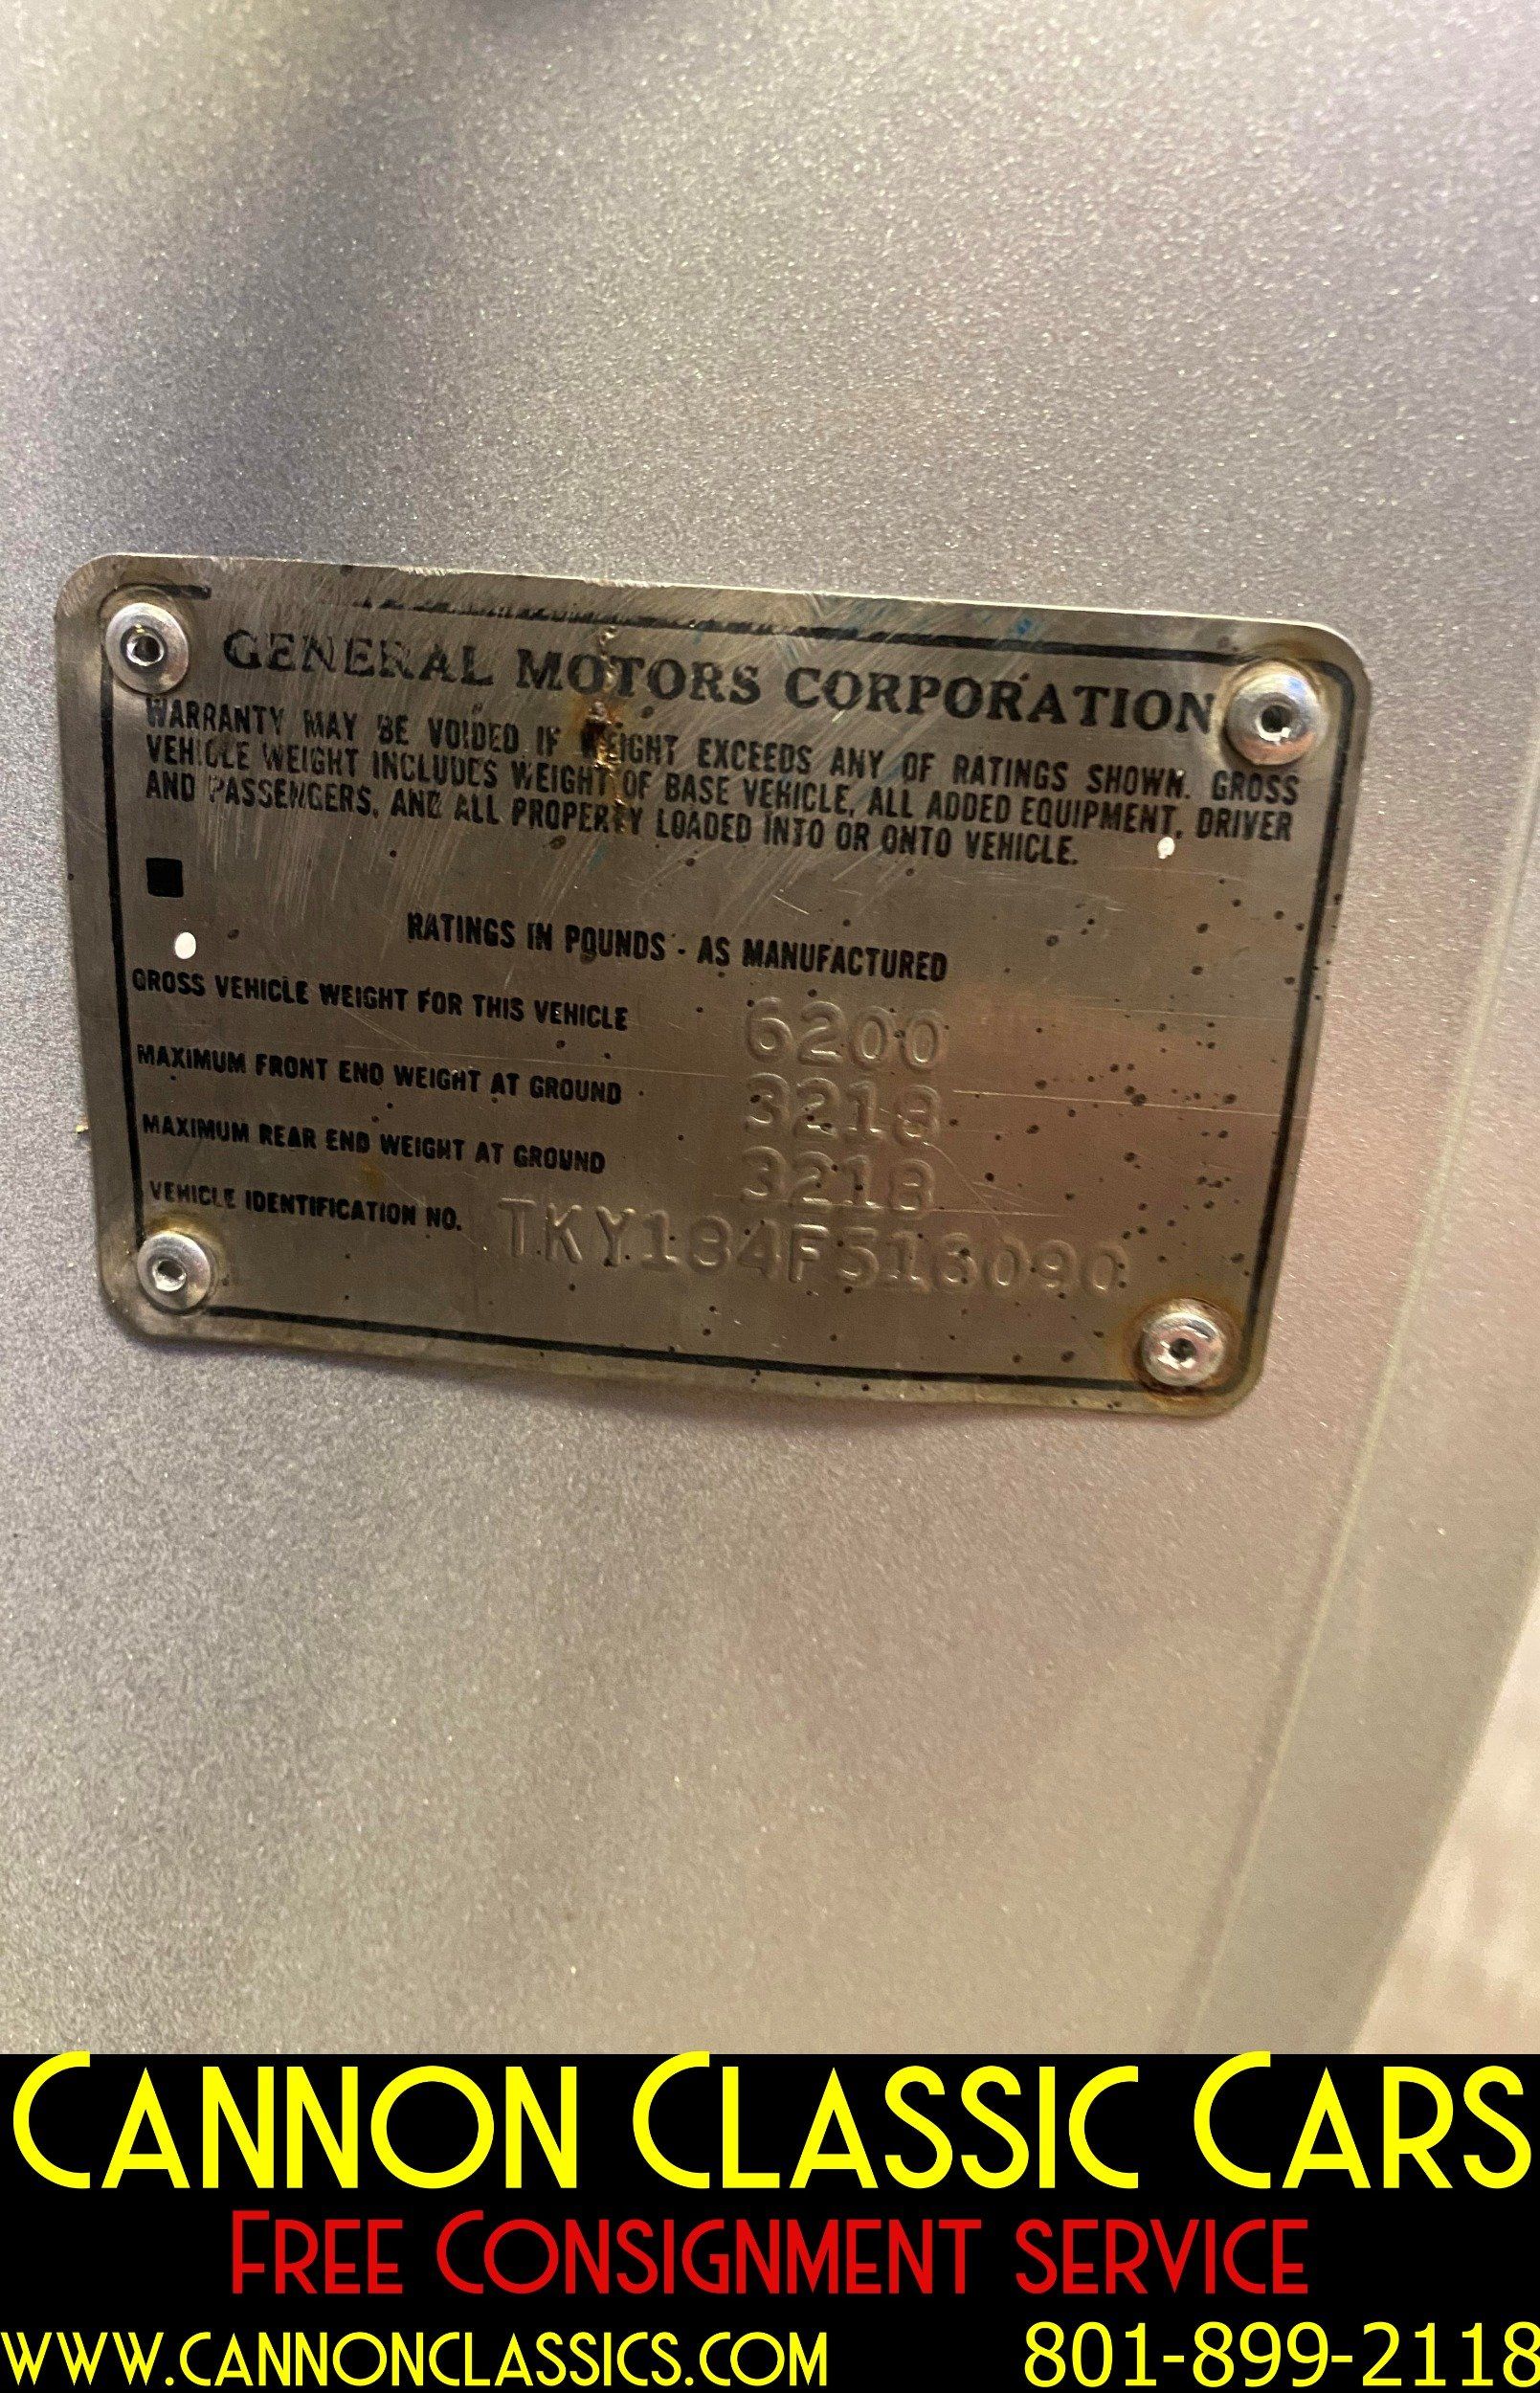 GENERAL MOTORS CORPORATION
WARRANTY MAY BE VOIDED IF WEIGHT EXCEEDS ANY OF RATINGS SHOWN. GROSS
VEHICLE WEIGHT INCLUDES WEIGHT OF BASE VEHICLE, ALL ADDED EQUIPMENT, DRIVER
AND PASSENGERS, AND ALL PROPERTY LOADED INTO OR ONTO VEHICLE.
RATINGS IN POUNDS - AS MANUFACTURED
GROSS VEHICLE WEIGHT FOR THIS VEHICLE 6200
MAXIMUM FRONT END WEIGHT AT GROUND 3218
MAXIMUM REAR END WEIGHT AT GROUND 3218
VEHICLE IDENTIFICATION NO. TKY184F513090
CANNON CLASSIC CARS
FREE CONSIGNMENT SERVICE
WWW.CANNONCLASSICS.COM 801-899-2118